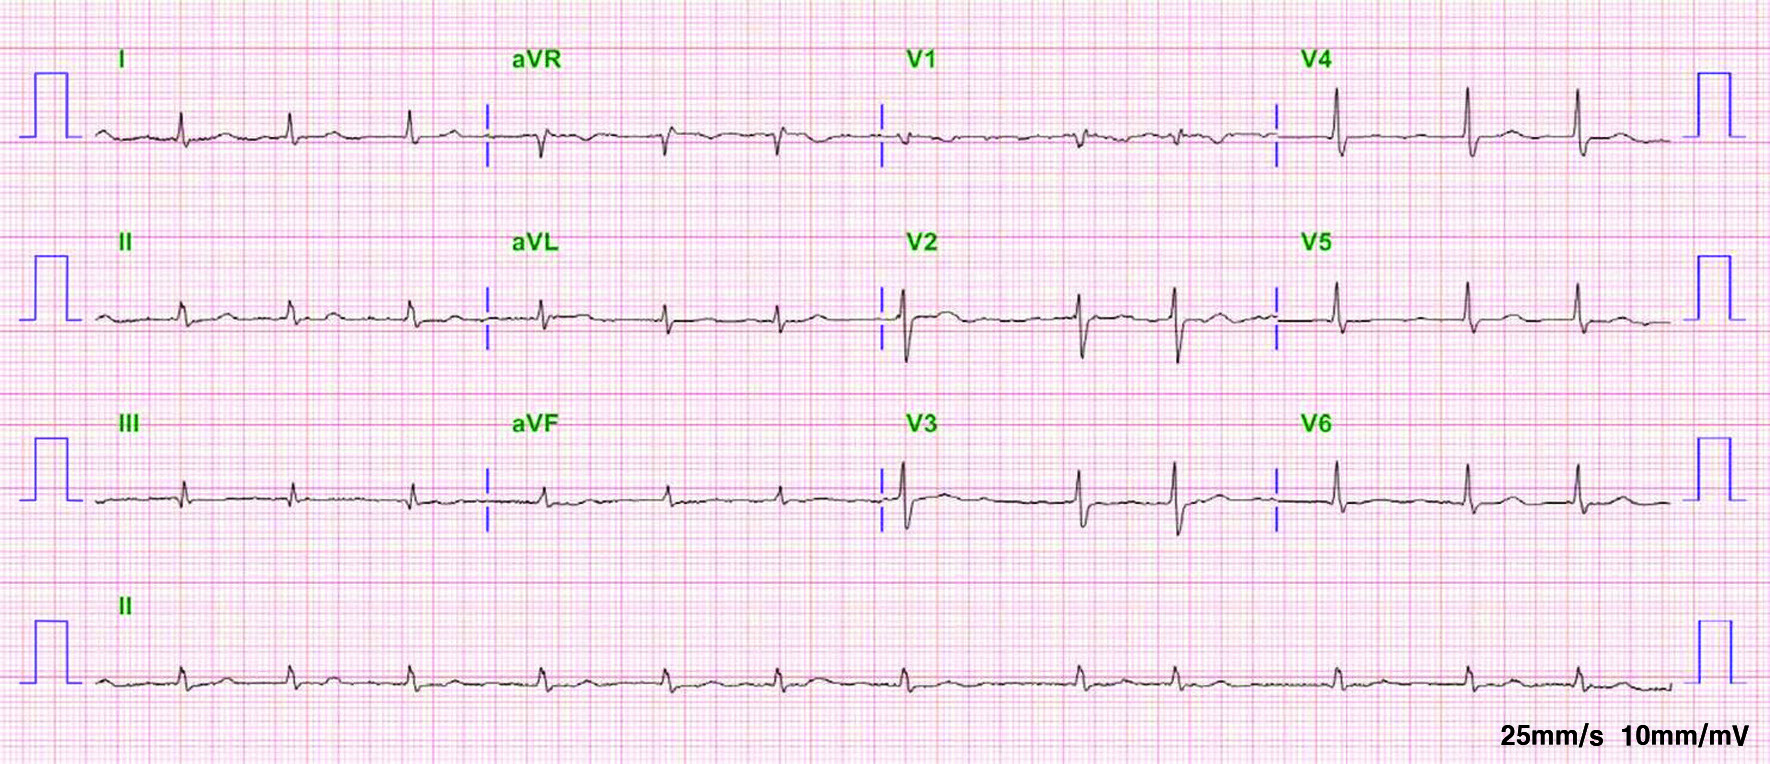 I aVR V1 V4
II aVL V2 V5
III aVF V3 V6
II
25mm/s 10mm/mV